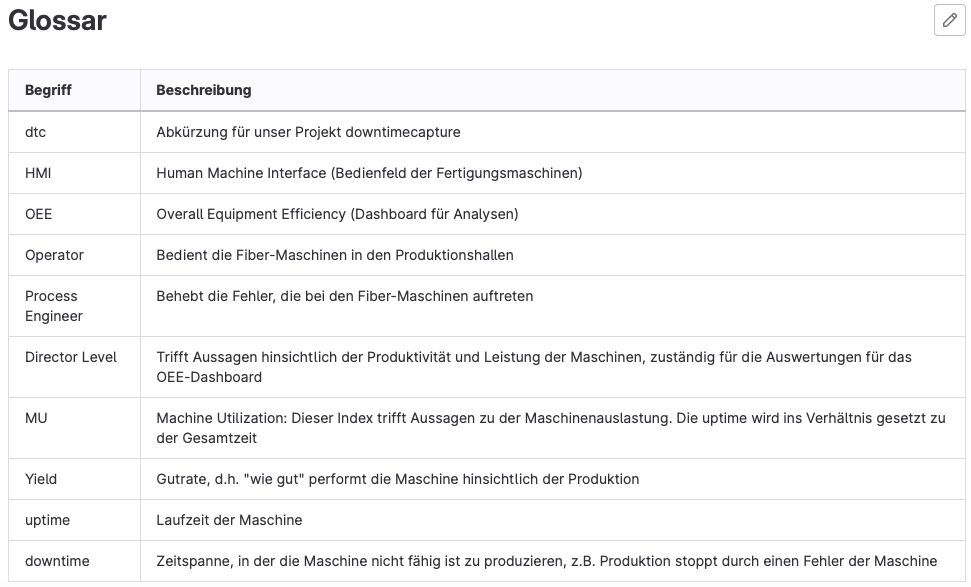 Glossar
Begriff Beschreibung
dtc Abkürzung für unser Projekt downtimecapture
HMI Human Machine Interface (Bedienfeld der Fertigungsmaschinen)
OEE Overall Equipment Efficiency (Dashboard für Analysen)
Operator Bedient die Fiber-Maschinen in den Produktionshallen
Process Behebt die Fehler, die bei den Fiber-Maschinen auftreten
Engineer
Director Level Trifft Aussagen hinsichtlich der Produktivität und Leistung der Maschinen, zuständig für die Auswertungen für das
OEE-Dashboard
MU Machine Utilization: Dieser Index trifft Aussagen zu der Maschinenauslastung. Die uptime wird ins Verhältnis gesetzt zu
der Gesamtzeit
Yield Gutrate, d.h. "wie gut" performt die Maschine hinsichtlich der Produktion
uptime Laufzeit der Maschine
downtime Zeitspanne, in der die Maschine nicht fähig ist zu produzieren, z.B. Produktion stoppt durch einen Fehler der Maschine